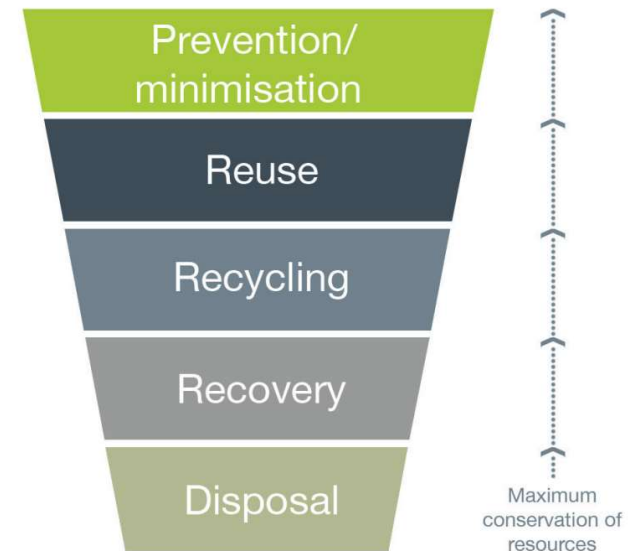 Prevention/
minimisation
Reuse
Recycling
Recovery
Disposal
Maximum
conservation of
resources